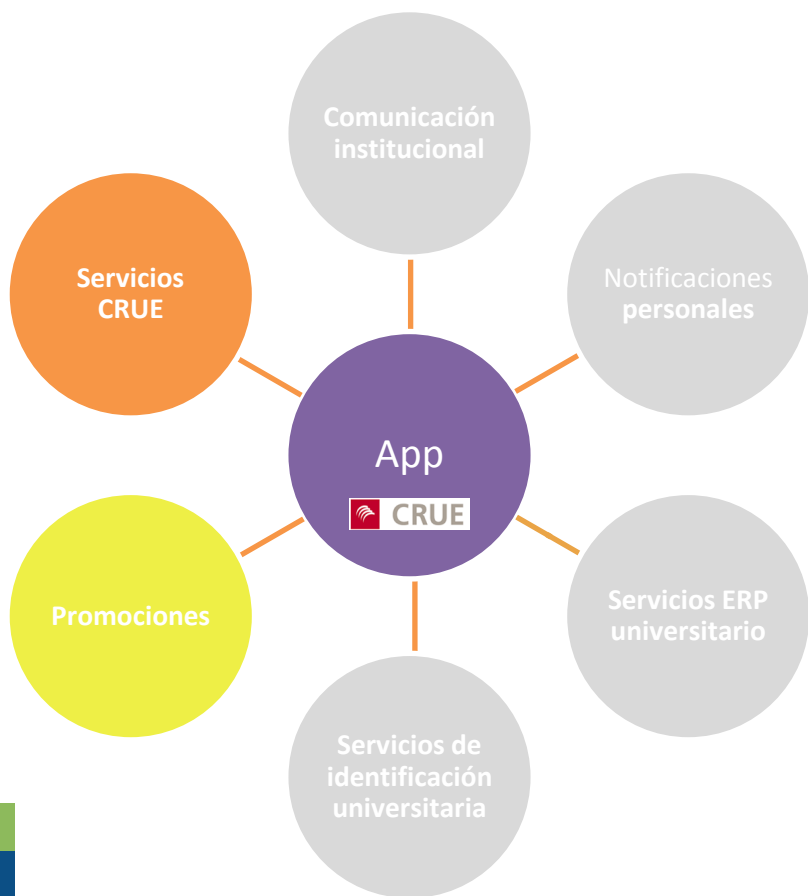 Comunicación
institucional
Servicios
CRUE
Notificaciones
personales
App
CRUE
Promociones
Servicios ERP
universitario
Servicios de
identificación
universitaria